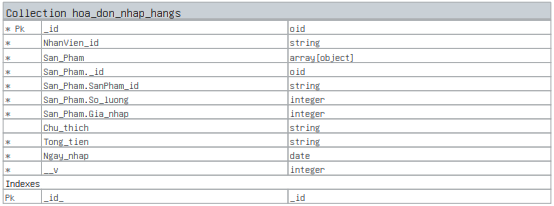 Collection hoa_don_nhap_hangs
* Pk _id oid
* NhanVien_id string
* San_Pham array[object]
* San_Pham._id oid
* San_Pham.SanPham_id string
* San_Pham.So_luong integer
* San_Pham.Gia_nhap integer
Chu_thich string
* Tong_tien string
* Ngay_nhap date
* __v integer
Indexes
Pk _id_ _id